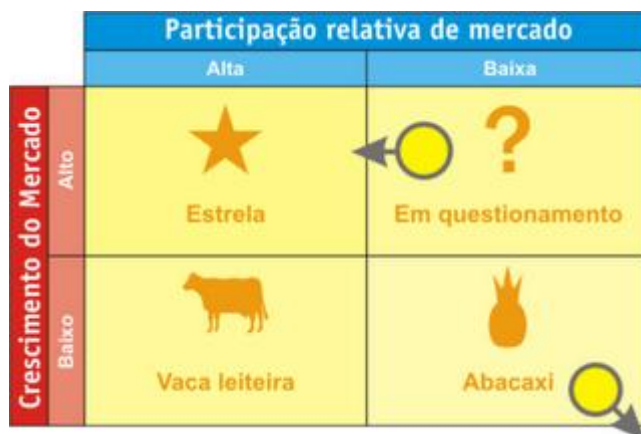 Participação relativa de mercado
Alta
Baixa
Crescimento do Mercado
Alto
Estrela
?
Em questionamento
Baixo
Vaca leiteira
Abacaxi